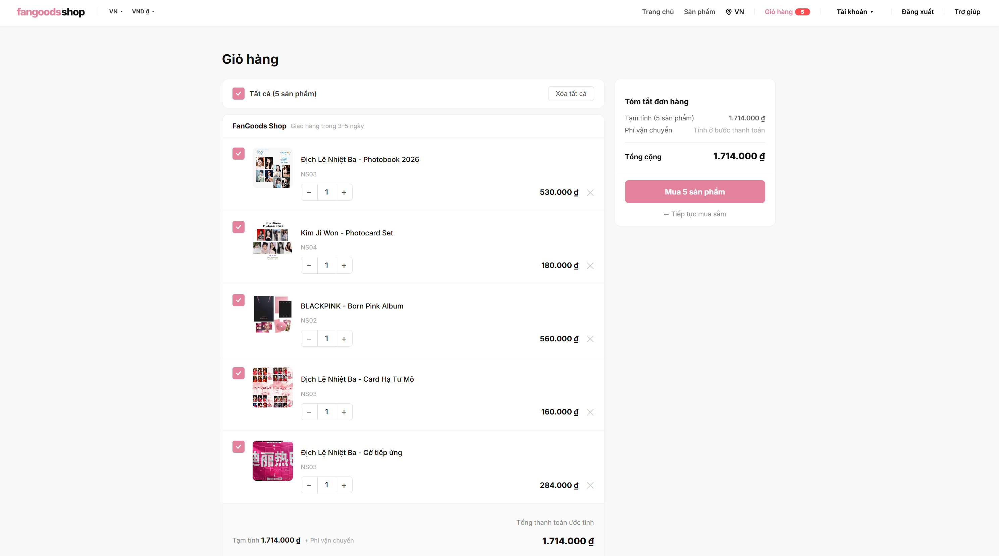 fangoodsshop
VN
VND ₫
Trang chủ
Sản phẩm
VN
Giỏ hàng 5
Tài khoản
Đăng xuất
Trợ giúp
Giỏ hàng
Tất cả (5 sản phẩm)
Xóa tất cả
FanGoods Shop Giao hàng trong 3–5 ngày
Địch Lệ Nhiệt Ba - Photobook 2026
NS03
− 1 +
530.000 ₫
Kim Jiwon
Photocard Set
Kim Ji Won - Photocard Set
NS04
− 1 +
180.000 ₫
BLACKPINK - Born Pink Album
NS02
− 1 +
560.000 ₫
Địch Lệ Nhiệt Ba - Card Hạ Tư Mộ
NS03
− 1 +
160.000 ₫
迪丽热巴
Địch Lệ Nhiệt Ba - Cờ tiếp ứng
NS03
− 1 +
284.000 ₫
Tổng thanh toán ước tính
Tạm tính 1.714.000 ₫ + Phí vận chuyển
1.714.000 ₫
Tóm tắt đơn hàng
Tạm tính (5 sản phẩm) 1.714.000 ₫
Phí vận chuyển Tính ở bước thanh toán
Tổng cộng 1.714.000 ₫
Mua 5 sản phẩm
← Tiếp tục mua sắm